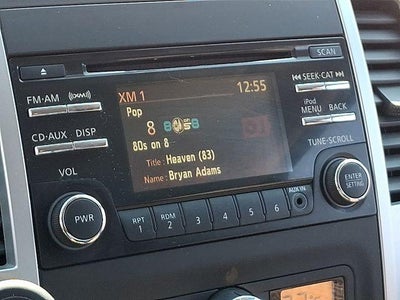 SCAN
FM·AM
SEEK·CAT
XM 1 12:55
Pop
iPod
MENU BACK
8
80s on 8
CD·AUX DISP
Title : Heaven (83)
Name : Bryan Adams
TUNE·SCROLL
VOL
AUX IN
PWR
RPT 1
RDM 2
3
4
5
6
ENTER
SETTING